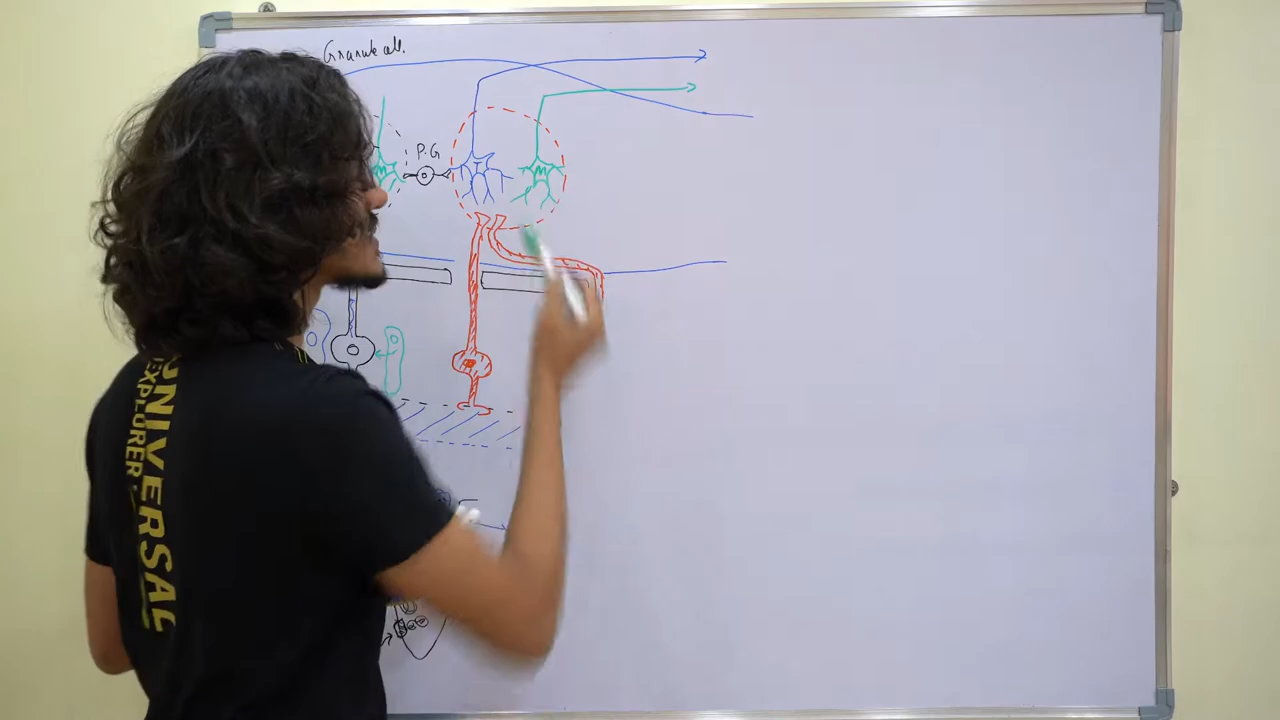 Granule cell.
P.G
M
M
UNIVERSAL
EXPLORER